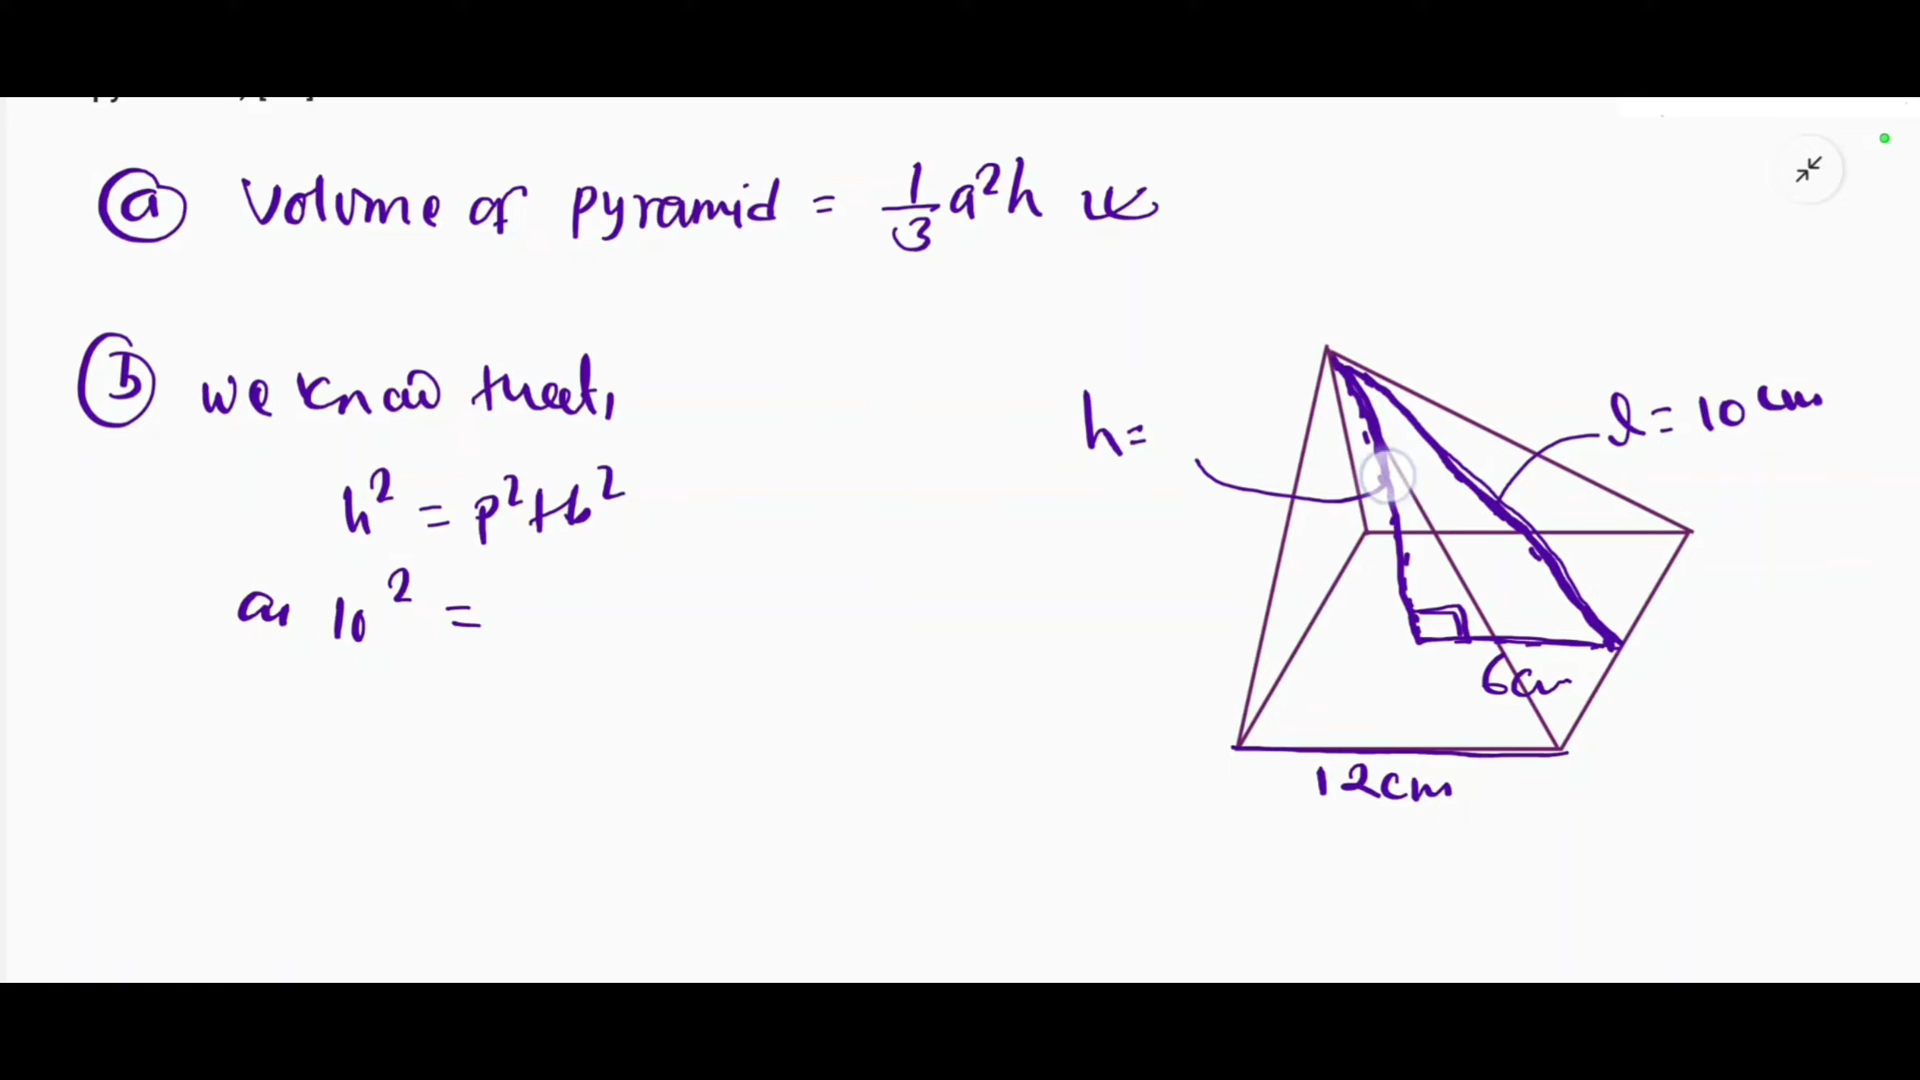 ⓐ Volume of pyramid = 1/3 a²h
ⓑ we know that,
h² = p² + b²
or 10² =
h =
l = 10 cm
6cm
12cm